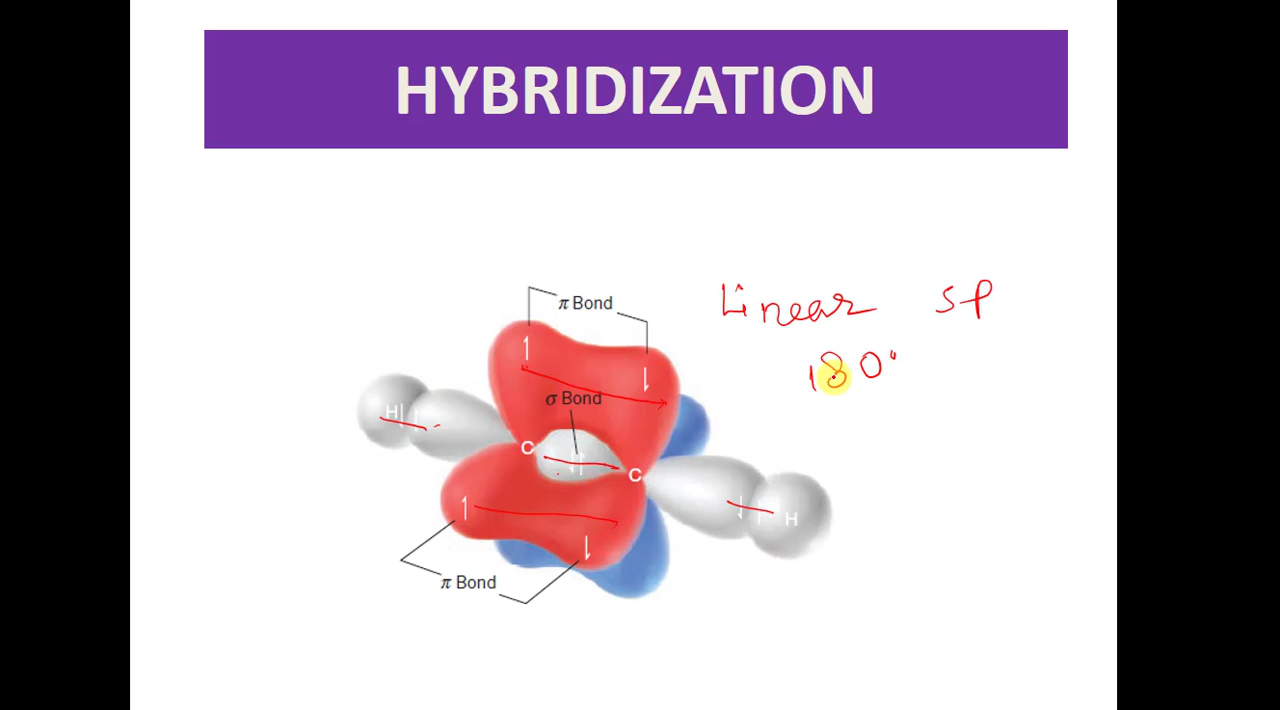 HYBRIDIZATION
π Bond
Linear sp
180°
σ Bond
H
C
C
H
π Bond